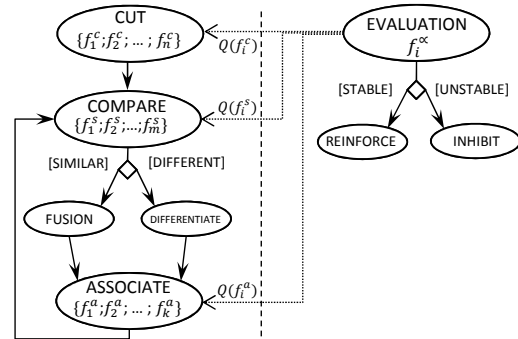 CUT
{f₁ᶜ;f₂ᶜ; … ; fₙᶜ}
EVALUATION
fᵢ^∝
Q(fᵢᶜ)
[STABLE]
[UNSTABLE]
COMPARE
{f₁ˢ;f₂ˢ;…;fₘˢ}
Q(fᵢˢ)
REINFORCE
INHIBIT
[SIMILAR]
[DIFFERENT]
FUSION
DIFFERENTIATE
ASSOCIATE
{f₁ᵃ;f₂ᵃ; … ; fₖᵃ}
Q(fᵢᵃ)